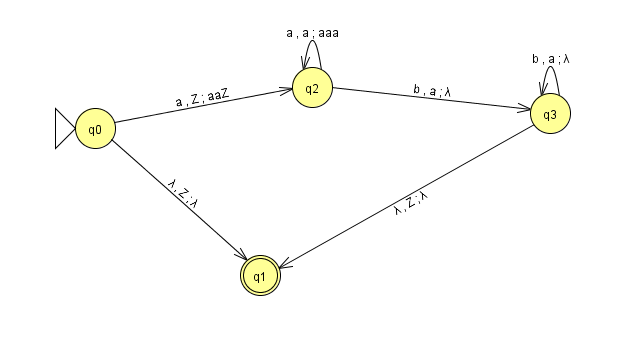 a , a ; aaa
b , a ; λ
q2
a , Z ; aaZ
b , a ; λ
q3
q0
λ , Z ; λ
λ , Z ; λ
q1